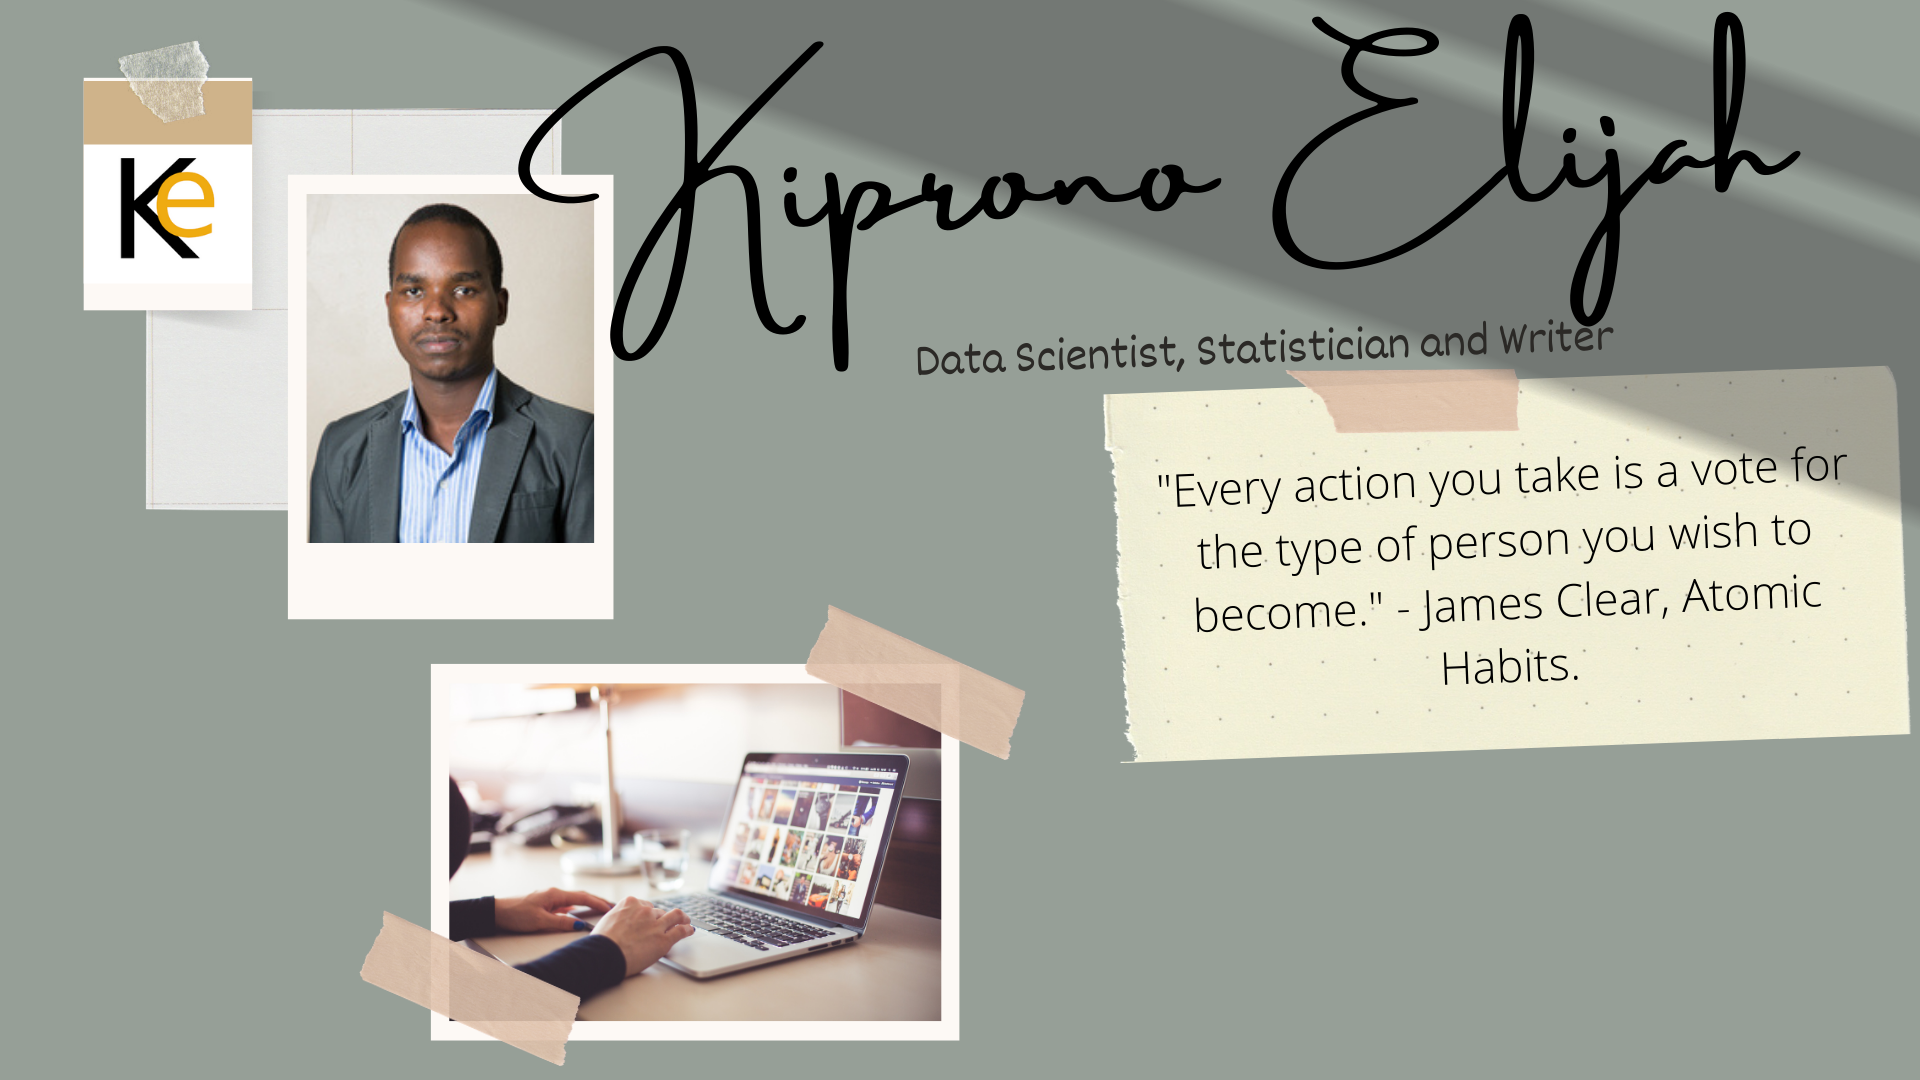 Ke
Kiprono Elijah
Data Scientist, Statistician and Writer
"Every action you take is a vote for
the type of person you wish to
become." - James Clear, Atomic
Habits.